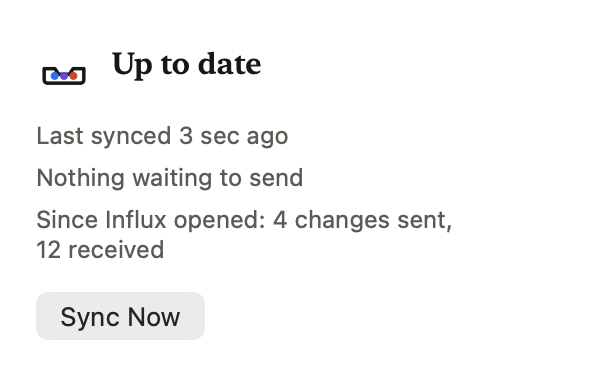 Up to date
Last synced 3 sec ago
Nothing waiting to send
Since Influx opened: 4 changes sent,
12 received
Sync Now